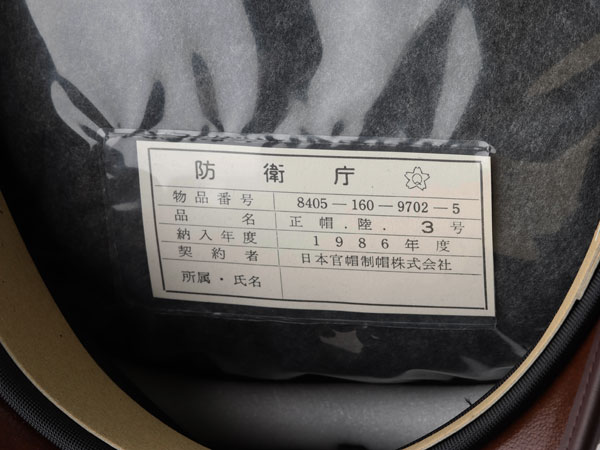 防衛庁
物品番号 8405-160-9702-5
品名 正帽.陸.3号
納入年度 1986年度
契約者 日本官帽制帽株式会社
所属・氏名